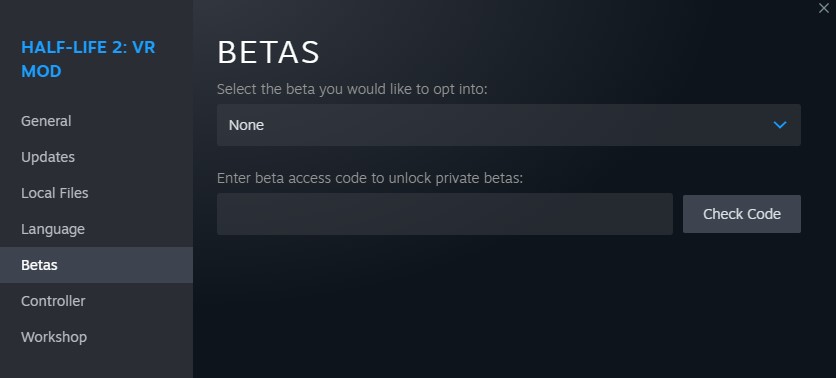 HALF-LIFE 2: VR
MOD
General
Updates
Local Files
Language
Betas
Controller
Workshop
BETAS
Select the beta you would like to opt into:
None
Enter beta access code to unlock private betas:
Check Code